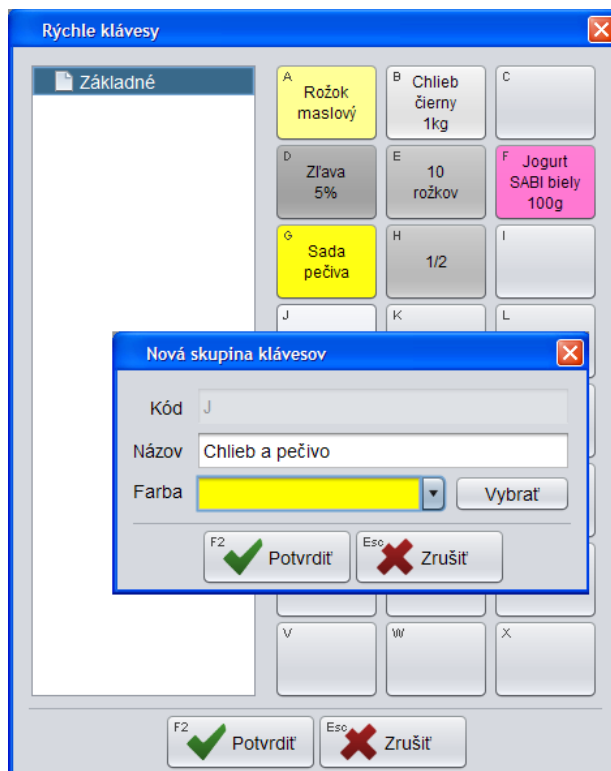 Rýchle klávesy
Základné
A
Rožok
maslový
B
Chlieb
čierny
1kg
C
D
Zľava
5%
E
10
rožkov
F
Jogurt
SABI biely
100g
G
Sada
pečiva
H
1/2
I
J
K
L
Nová skupina klávesov
Kód
J
Názov
Chlieb a pečivo
Farba
Vybrať
F2
Potvrdiť
Esc
Zrušiť
V
W
X
F2
Potvrdiť
Esc
Zrušiť